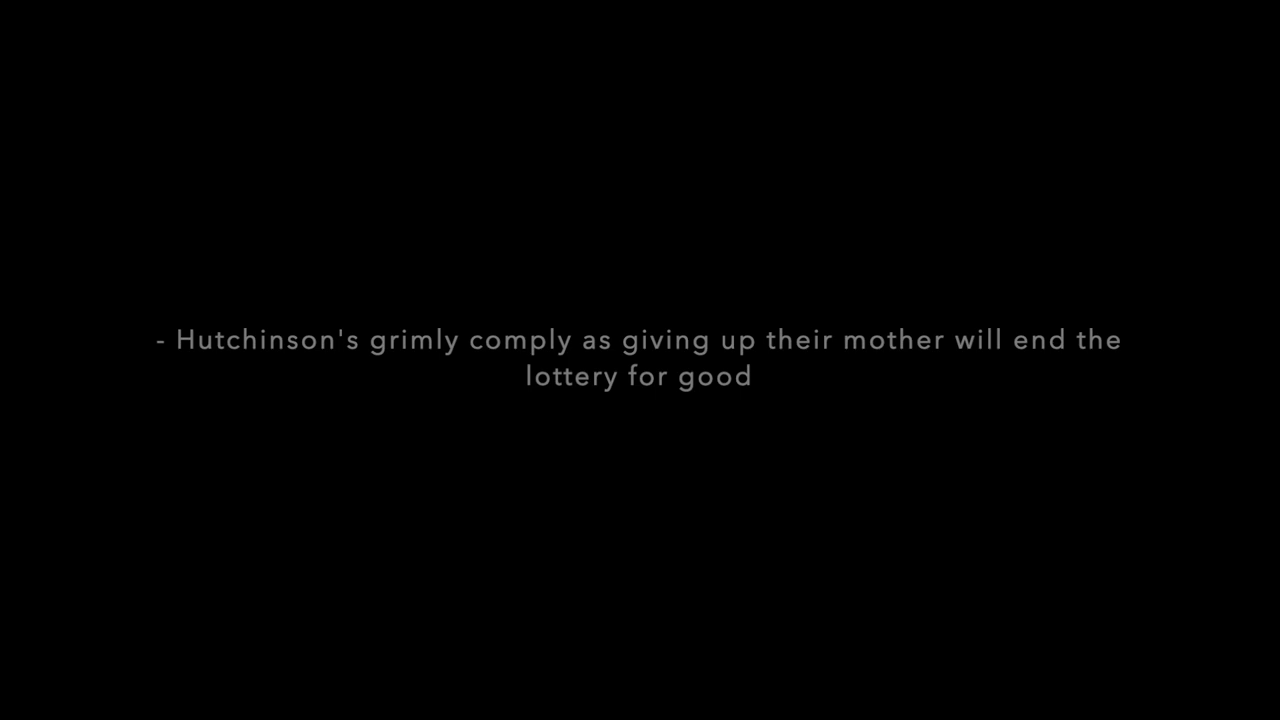 - Hutchinson's grimly comply as giving up their mother will end the
lottery for good